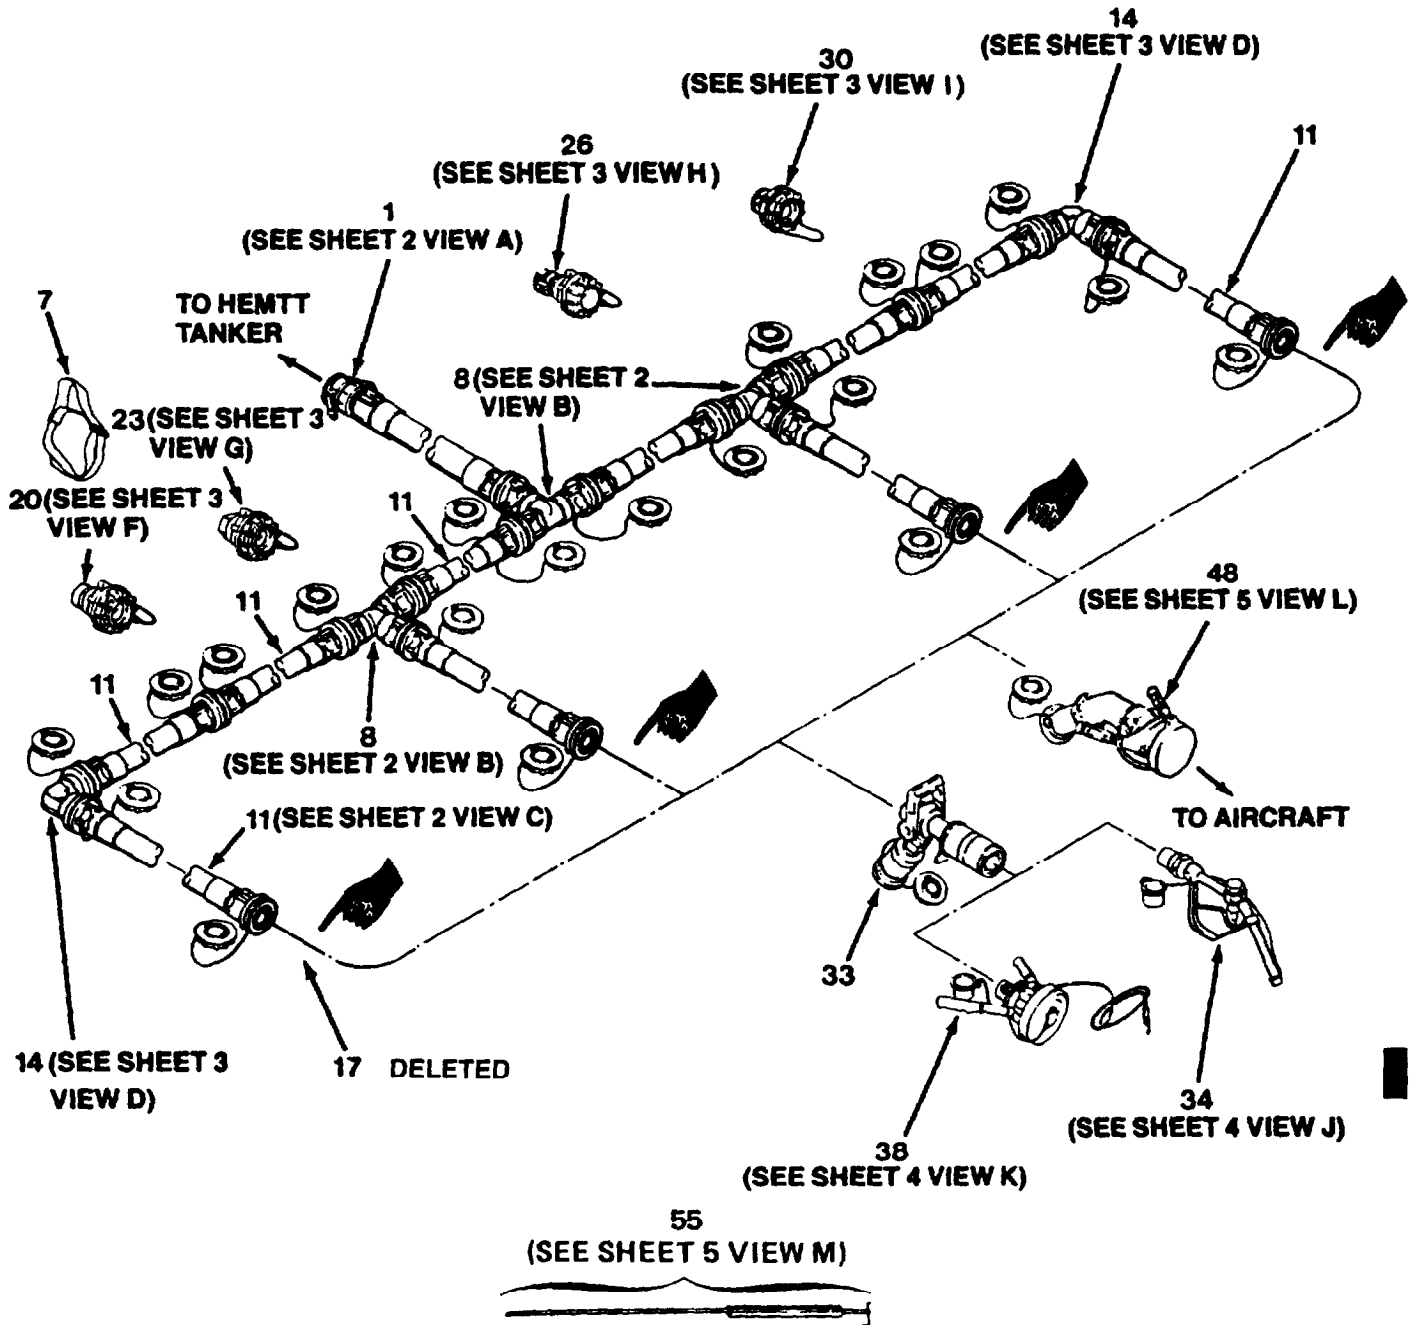 14
(SEE SHEET 3 VIEW D)
30
(SEE SHEET 3 VIEW I)
11
26
(SEE SHEET 3 VIEW H)
1
(SEE SHEET 2 VIEW A)
7
TO HEMTT
TANKER
8 (SEE SHEET 2
VIEW B)
23 (SEE SHEET 3
VIEW G)
20 (SEE SHEET 3
VIEW F)
11
11
48
(SEE SHEET 5 VIEW L)
11
8
(SEE SHEET 2 VIEW B)
11 (SEE SHEET 2 VIEW C)
TO AIRCRAFT
33
14 (SEE SHEET 3
VIEW D)
17 DELETED
34
(SEE SHEET 4 VIEW J)
38
(SEE SHEET 4 VIEW K)
55
(SEE SHEET 5 VIEW M)